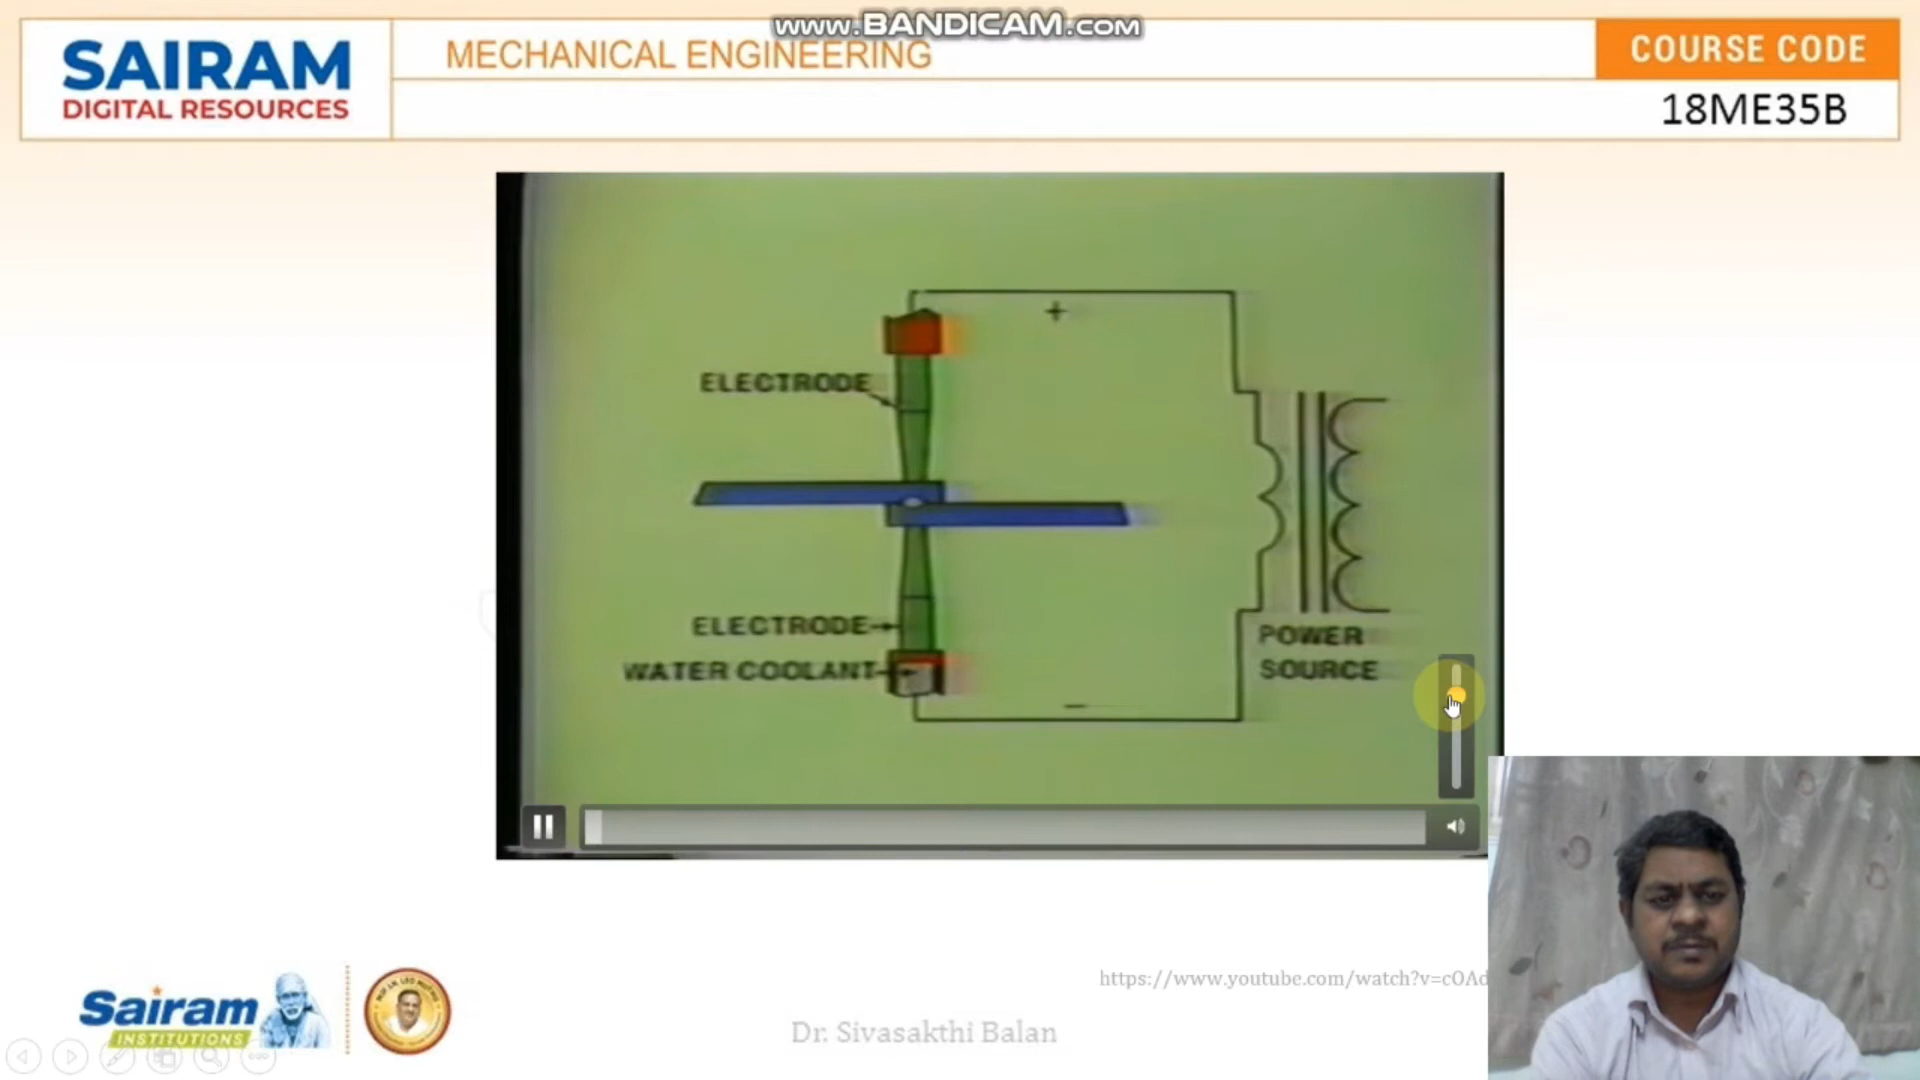 www.BANDICAM.com
SAIRAM
DIGITAL RESOURCES
MECHANICAL ENGINEERING
COURSE CODE
18ME35B
+
ELECTRODE
ELECTRODE
WATER COOLANT
POWER
SOURCE
-
https://www.youtube.com/watch?v=cOAd
Sairam
INSTITUTIONS
Dr. Sivasakthi Balan